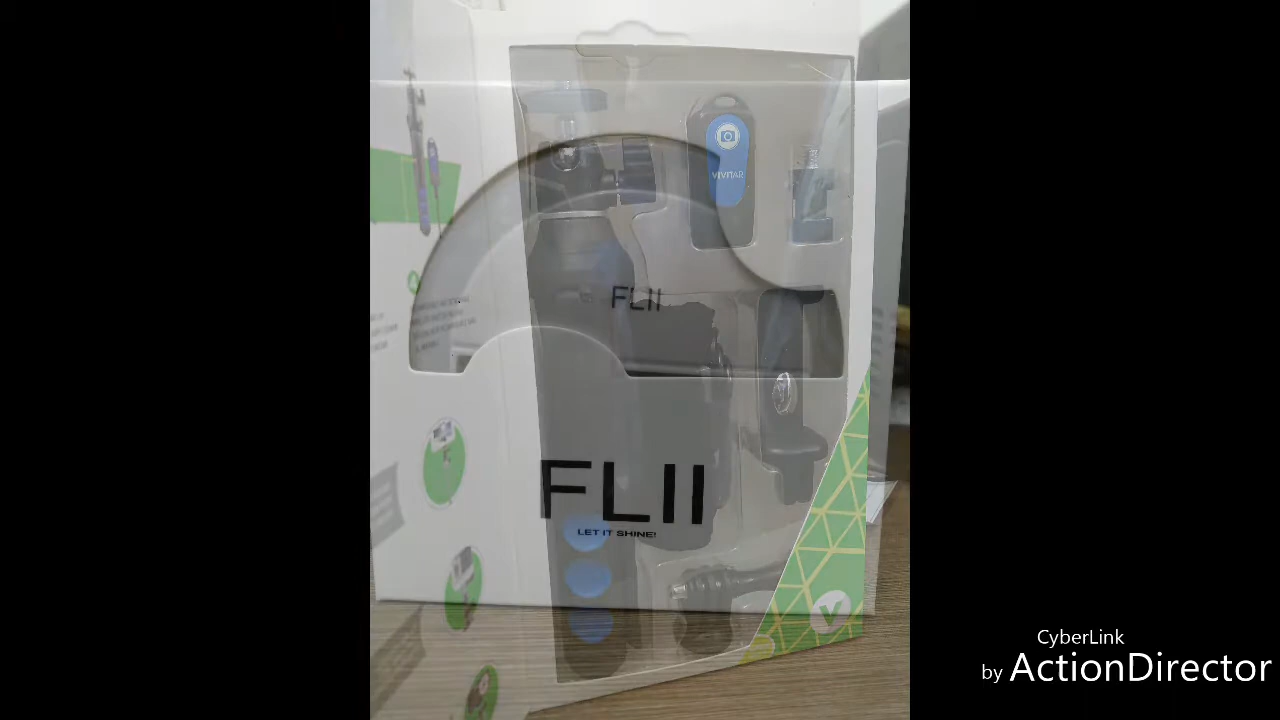 VIVITAR
FLII
FLII
LET IT SHINE!
V
CyberLink
by ActionDirector